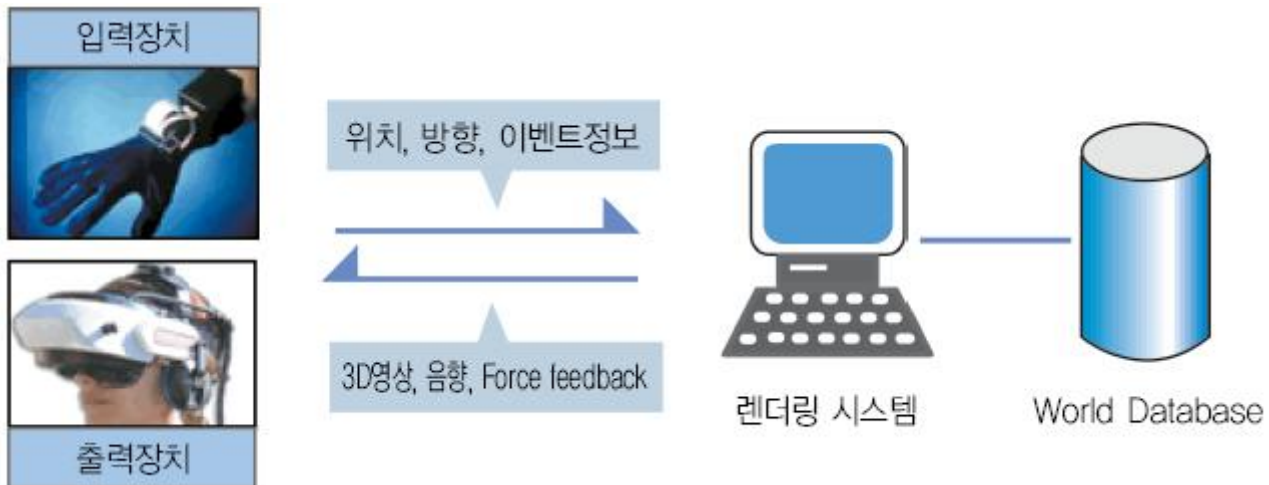 입력장치
위치, 방향, 이벤트정보
3D영상, 음향, Force feedback
렌더링 시스템
World Database
출력장치